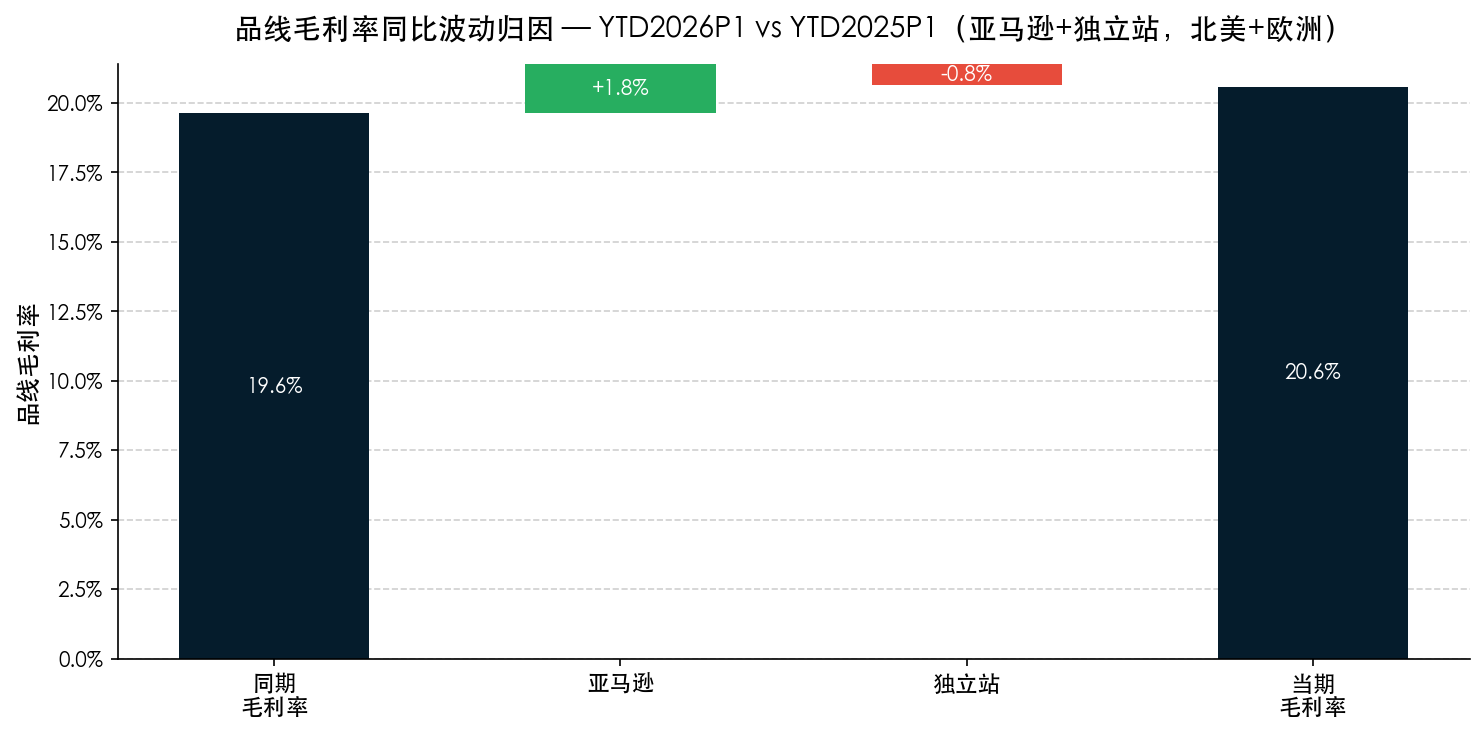 品线毛利率同比波动归因 — YTD2026P1 vs YTD2025P1（亚马逊+独立站，北美+欧洲）
品线毛利率
20.0%
17.5%
15.0%
12.5%
10.0%
7.5%
5.0%
2.5%
0.0%
19.6%
+1.8%
-0.8%
20.6%
同期
毛利率
亚马逊
独立站
当期
毛利率